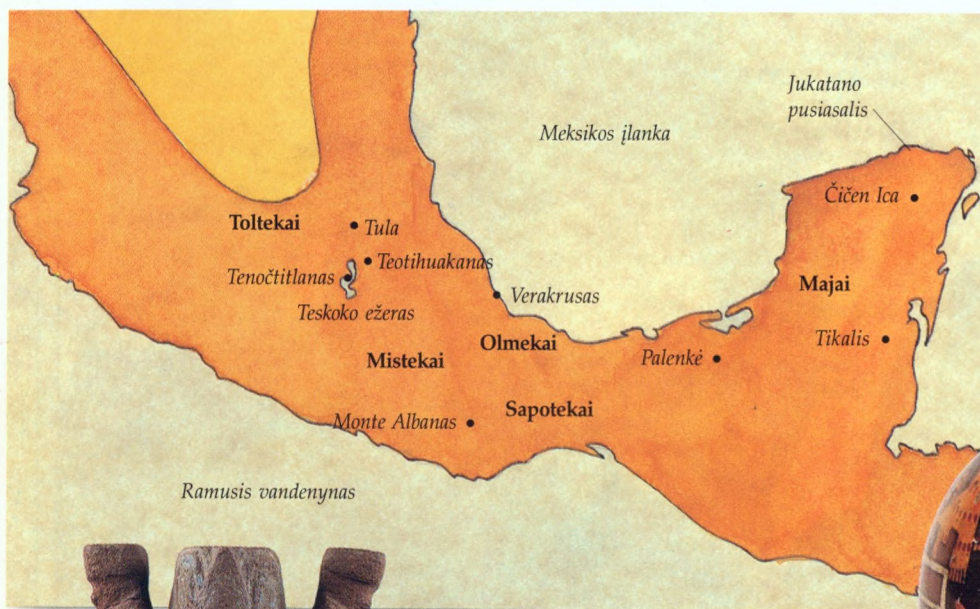 Jukatano
pusiasalis
Meksikos įlanka
Čičen Ica
Toltekai
Tula
Teotihuakanas
Tenočtitlanas
Majai
Verakrusas
Teskoko ežeras
Tikalis
Olmekai
Palenkė
Mistekai
Sapotekai
Monte Albanas
Ramusis vandenynas